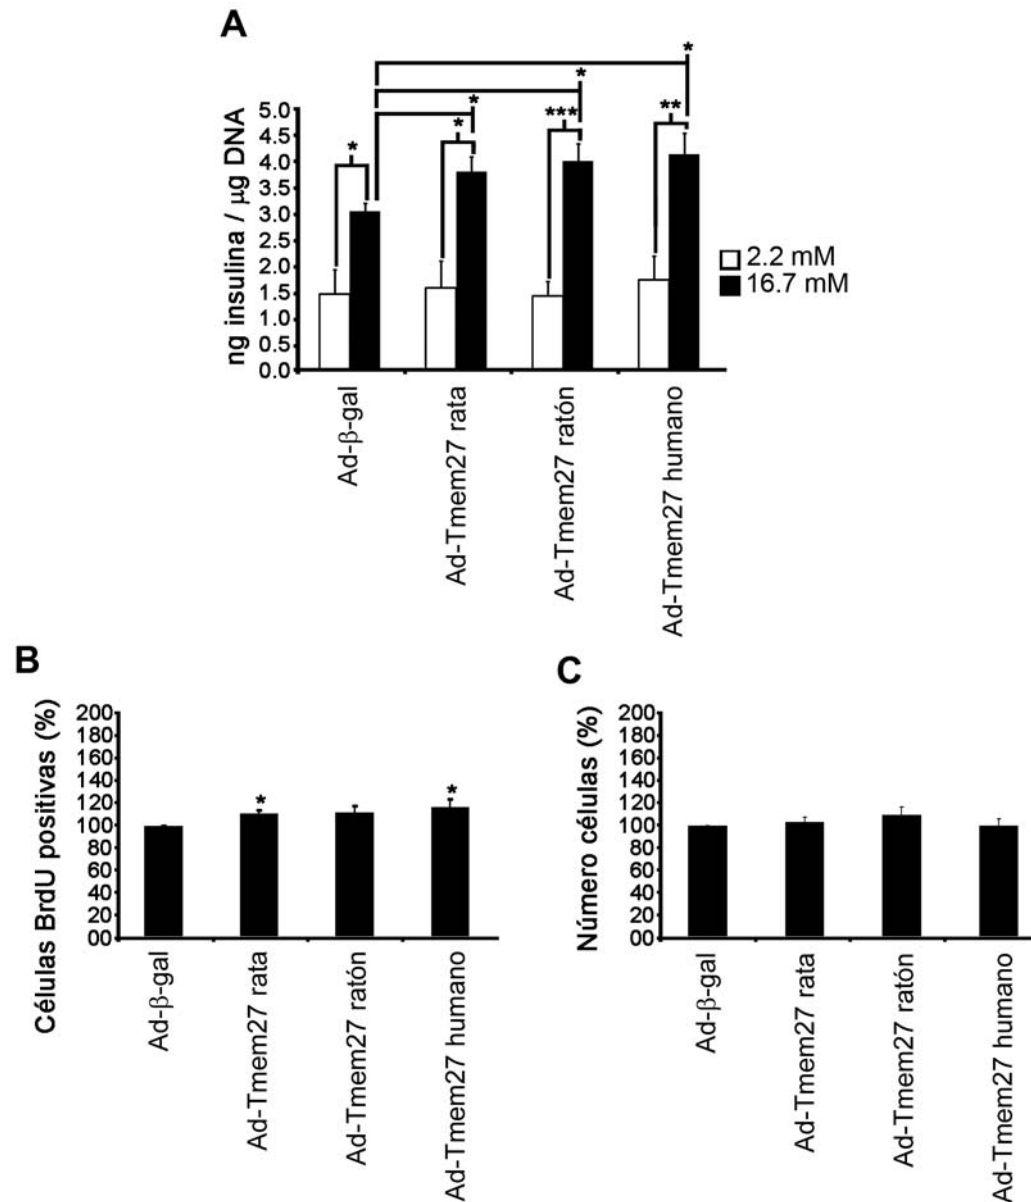 A
ng insulina / µg DNA
5.0
4.5
4.0
3.5
3.0
2.5
2.0
1.5
1.0
0.5
0.0
*
*
***
**
*
*
*
2.2 mM
16.7 mM
Ad-β-gal
Ad-Tmem27 rata
Ad-Tmem27 ratón
Ad-Tmem27 humano
B
Células BrdU positivas (%)
200
180
160
140
120
100
80
60
40
20
00
*
*
Ad-β-gal
Ad-Tmem27 rata
Ad-Tmem27 ratón
Ad-Tmem27 humano
C
Número células (%)
200
180
160
140
120
100
80
60
40
20
00
Ad-β-gal
Ad-Tmem27 rata
Ad-Tmem27 ratón
Ad-Tmem27 humano